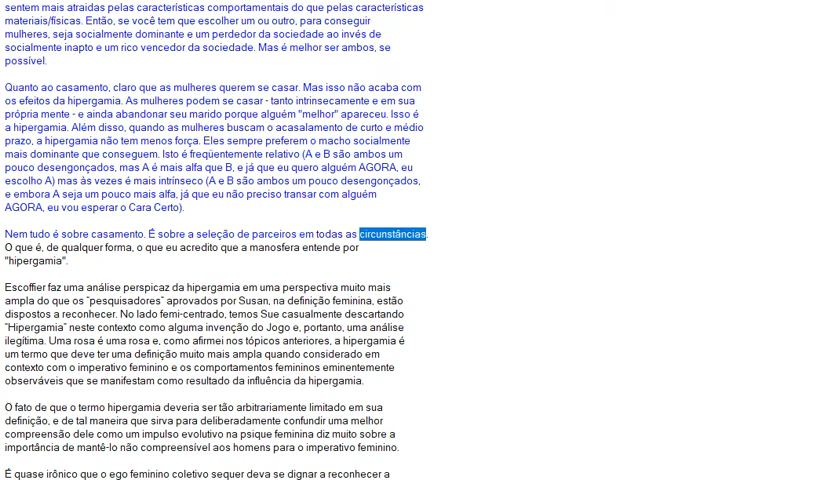 sentem mais atraidas pelas características comportamentais do que pelas características
materiais/físicas. Então, se você tem que escolher um ou outro, para conseguir
mulheres, seja socialmente dominante e um perdedor da sociedade ao invés de
socialmente inapto e um rico vencedor da sociedade. Mas é melhor ser ambos, se
possível.
Quanto ao casamento, claro que as mulheres querem se casar. Mas isso não acaba com
os efeitos da hipergamia. As mulheres podem se casar - tanto intrinsecamente e em sua
própria mente - e ainda abandonar seu marido porque alguém "melhor" apareceu. Isso é
a hipergamia. Além disso, quando as mulheres buscam o acasalamento de curto e médio
prazo, a hipergamia não tem menos força. Eles sempre preferem o macho socialmente
mais dominante que conseguem. Isto é freqüentemente relativo (A e B são ambos um
pouco desengonçados, mas A é mais alfa que B, e já que eu quero alguém AGORA, eu
escolho A) mas às vezes é mais intrínseco (A e B são ambos um pouco desengonçados,
e embora A seja um pouco mais alfa, já que eu não preciso transar com alguém
AGORA, eu vou esperar o Cara Certo).
Nem tudo é sobre casamento. É sobre a seleção de parceiros em todas as circunstâncias.
O que é, de qualquer forma, o que eu acredito que a manosfera entende por
"hipergamia".
Escoffier faz uma análise perspicaz da hipergamia em uma perspectiva muito mais
ampla do que os “pesquisadores” aprovados por Susan, na definição feminina, estão
dispostos a reconhecer. No lado femi-centrado, temos Sue casualmente descartando
“Hipergamia” neste contexto como alguma invenção do Jogo e, portanto, uma análise
ilegítima. Uma rosa é uma rosa e, como afirmei nos tópicos anteriores, a hipergamia é
um termo que deve ter uma definição muito mais ampla quando considerado em
contexto com o imperativo feminino e os comportamentos femininos eminentemente
observáveis que se manifestam como resultado da influência da hipergamia.
O fato de que o termo hipergamia deveria ser tão arbitrariamente limitado em sua
definição, e de tal maneira que sirva para deliberadamente confundir uma melhor
compreensão dele como um impulso evolutivo na psique feminina diz muito sobre a
importância de mantê-lo não compreensível aos homens para o imperativo feminino.
É quase irônico que o ego feminino coletivo sequer deva se dignar a reconhecer a